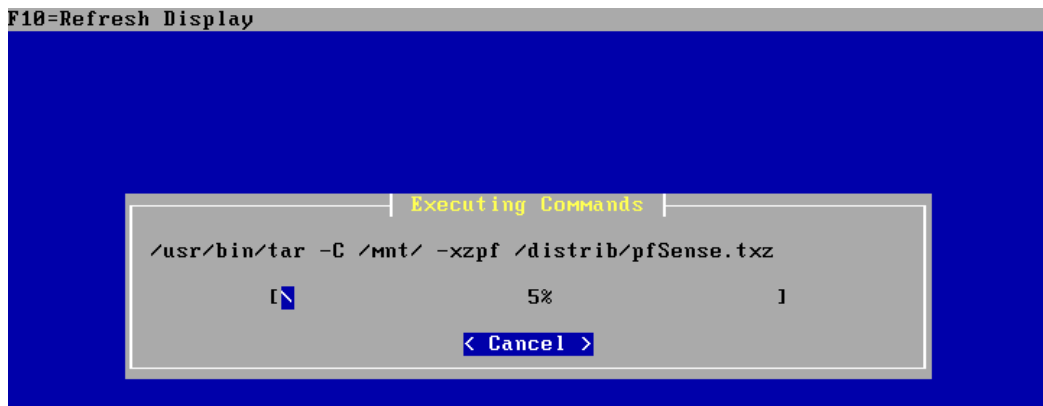 F10=Refresh Display
Executing Commands
/usr/bin/tar -C /mnt/ -xzpf /distrib/pfSense.txz
[\ 5% ]
< Cancel >